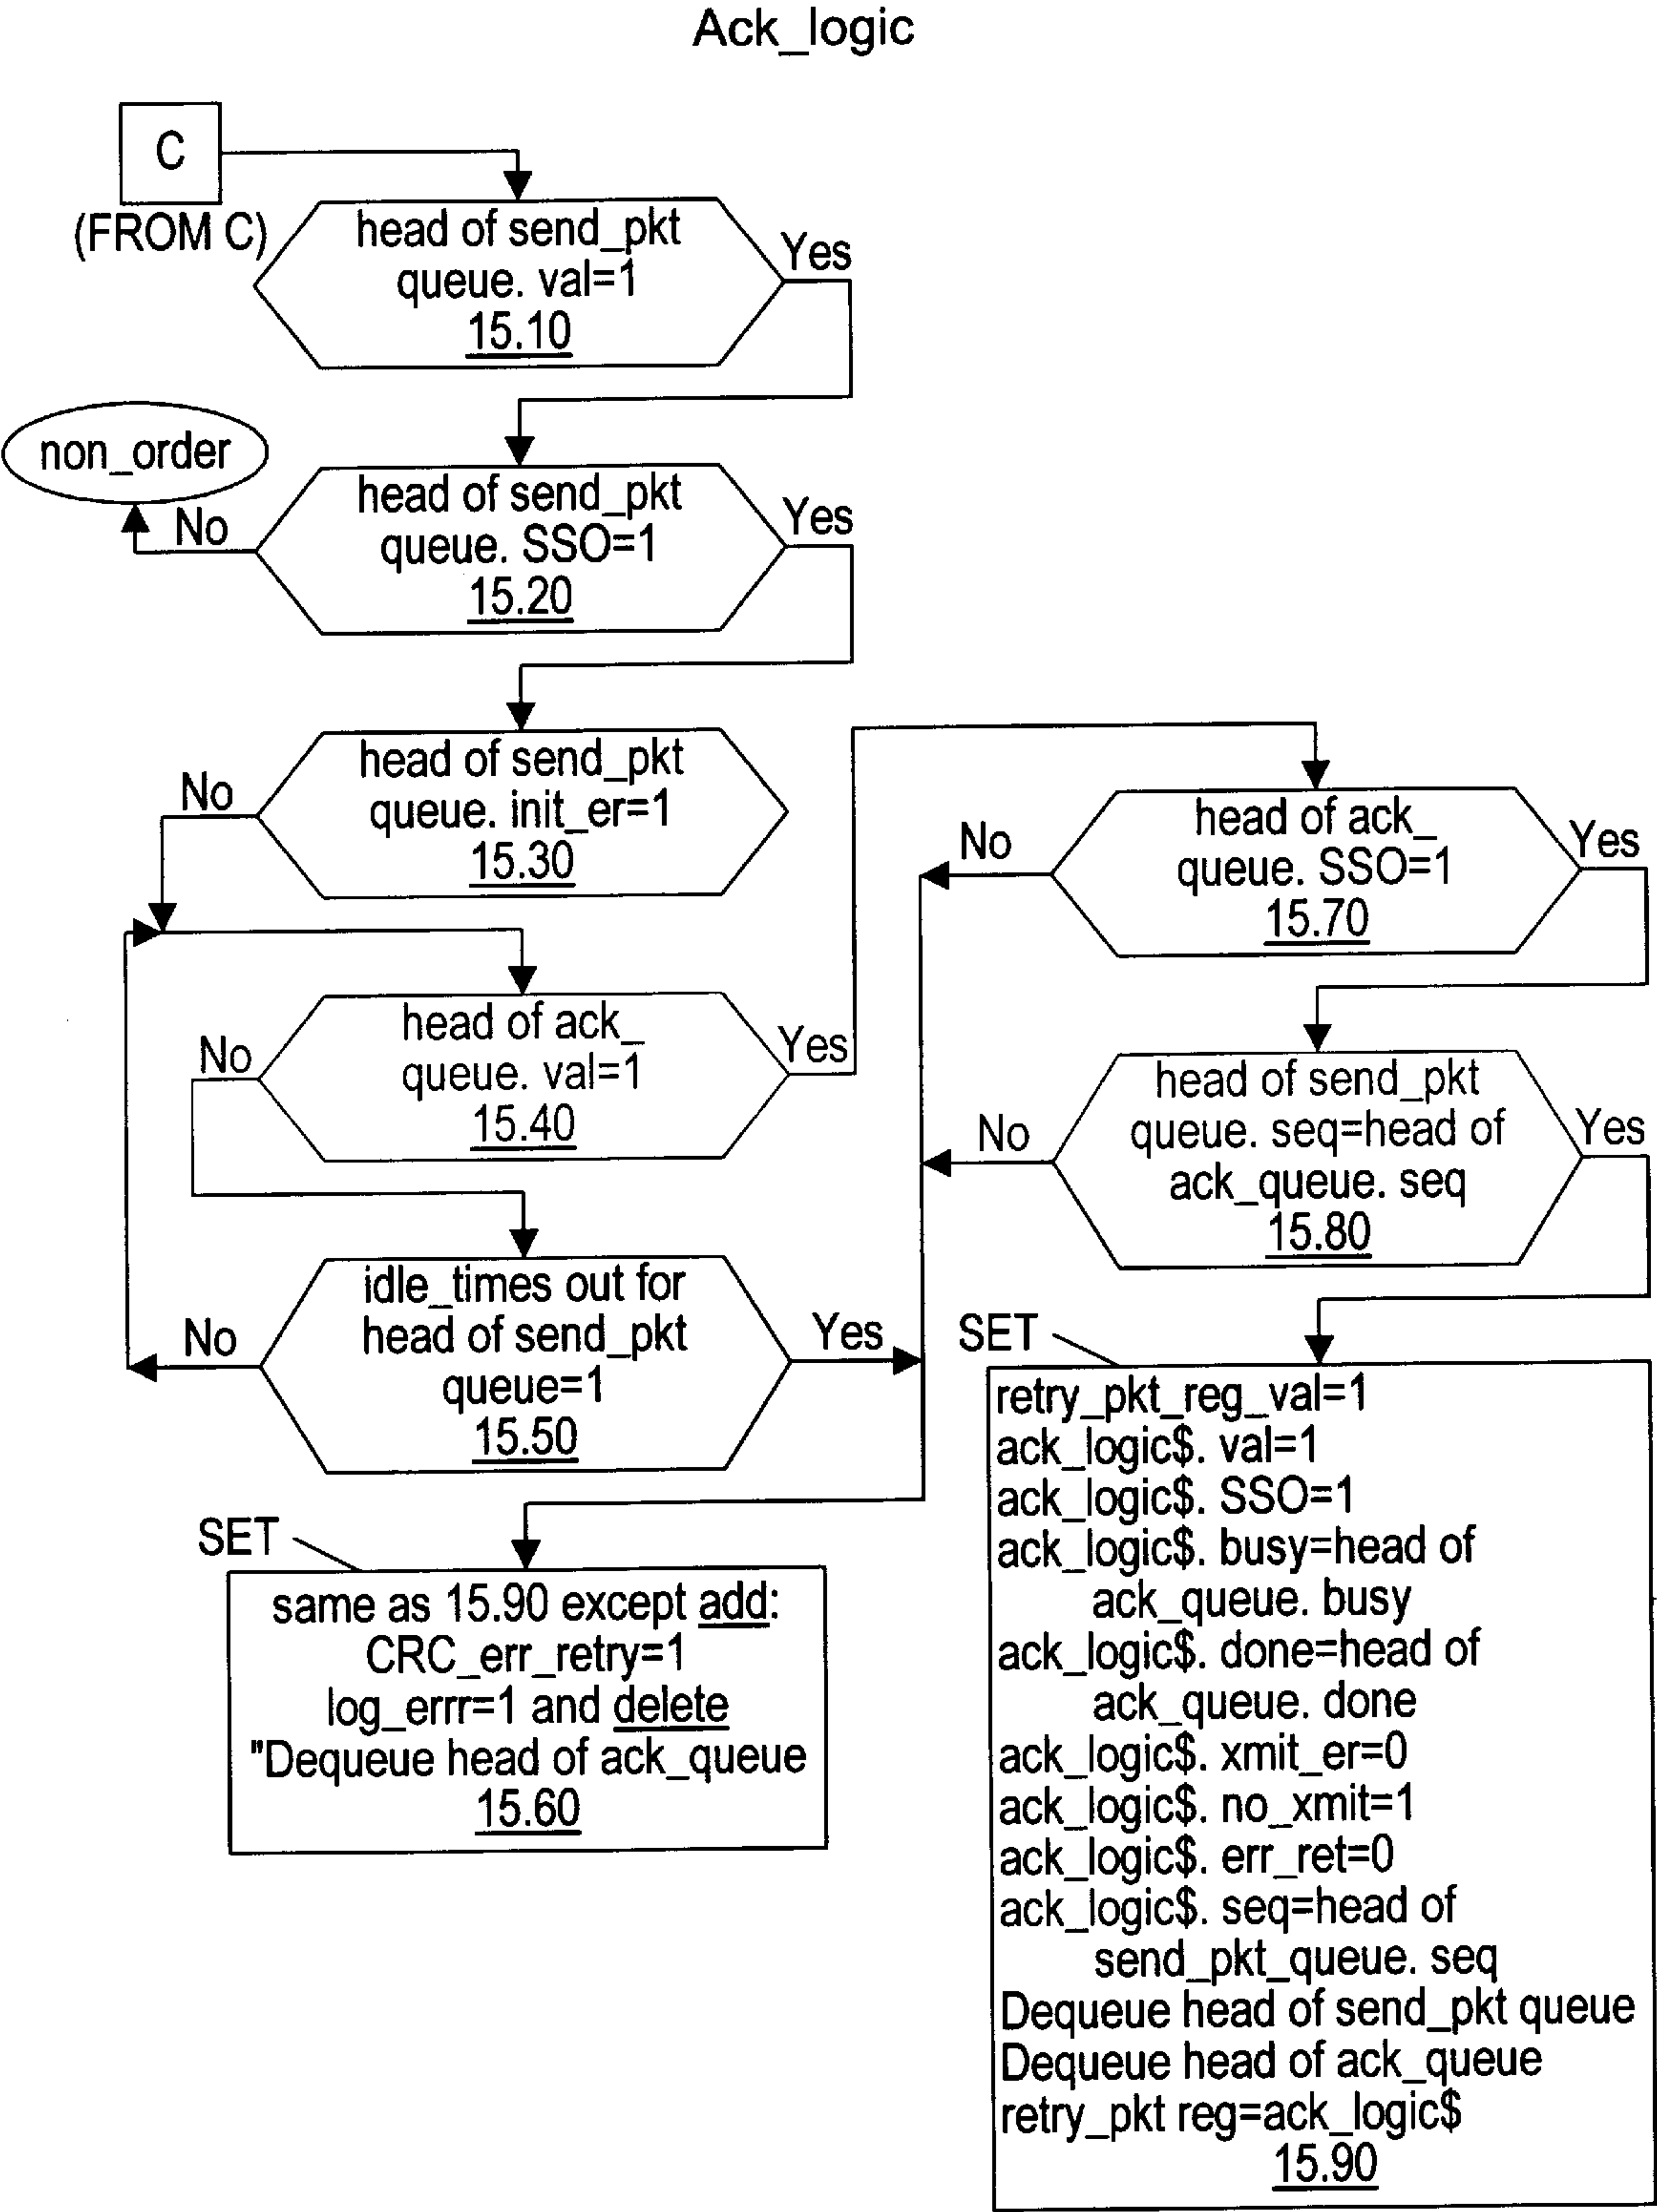 Ack_logic
C
(FROM C)
head of send_pkt
queue. val=1
15.10
Yes
non_order
No
head of send_pkt
queue. SSO=1
15.20
Yes
No
head of send_pkt
queue. init_er=1
15.30
No
head of ack_
queue. val=1
15.40
Yes
No
idle_times out for
head of send_pkt
queue=1
15.50
Yes
SET
same as 15.90 except add:
CRC_err_retry=1
log_errr=1 and delete
"Dequeue head of ack_queue
15.60
No
head of ack_
queue. SSO=1
15.70
Yes
No
head of send_pkt
queue. seq=head of
ack_queue. seq
15.80
Yes
SET
retry_pkt_reg_val=1
ack_logic$. val=1
ack_logic$. SSO=1
ack_logic$. busy=head of
ack_queue. busy
ack_logic$. done=head of
ack_queue. done
ack_logic$. xmit_er=0
ack_logic$. no_xmit=1
ack_logic$. err_ret=0
ack_logic$. seq=head of
send_pkt_queue. seq
Dequeue head of send_pkt queue
Dequeue head of ack_queue
retry_pkt reg=ack_logic$
15.90